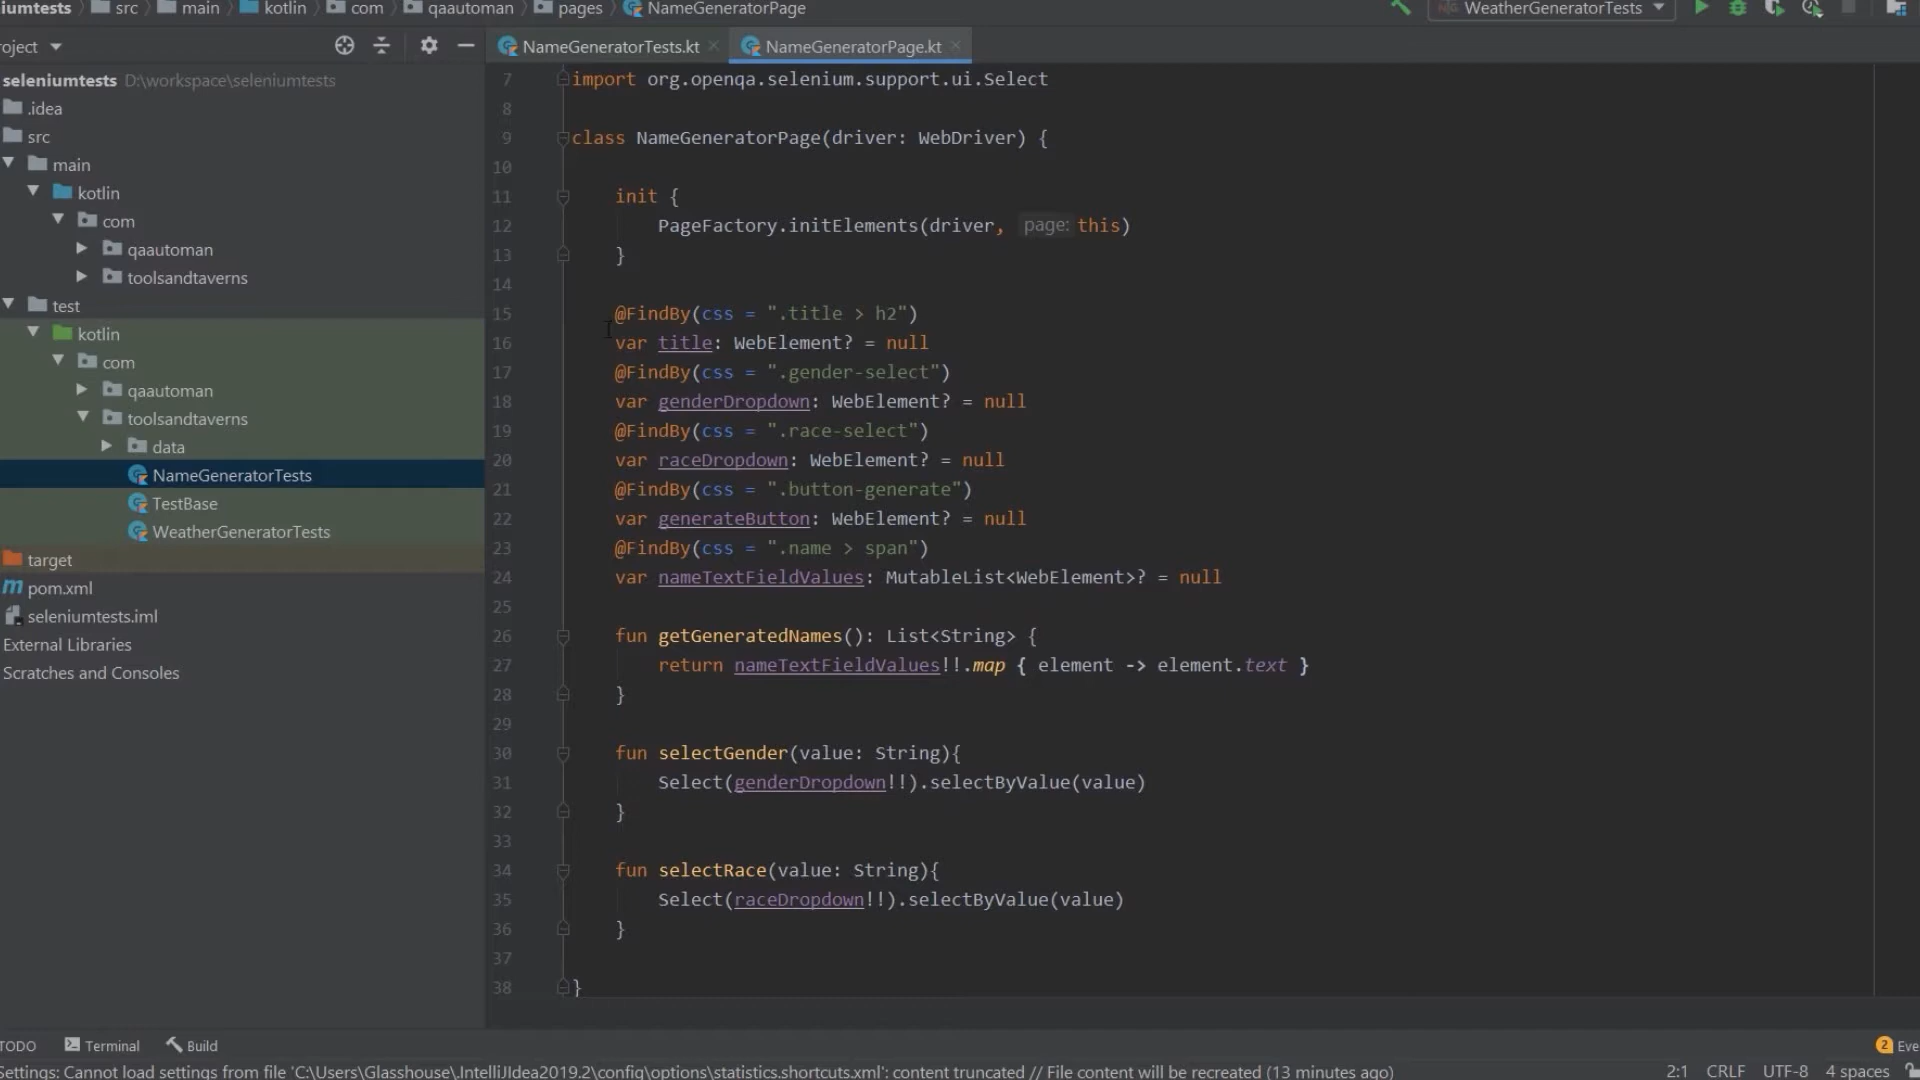 iumtests src main kotlin com qaautoman pages NameGeneratorPage WeatherGeneratorTests
roject NameGeneratorTests.kt NameGeneratorPage.kt
seleniumtests D:\workspace\seleniumtests
.idea
src
main
kotlin
com
qaautoman
toolsandtaverns
test
kotlin
com
qaautoman
toolsandtaverns
data
NameGeneratorTests
TestBase
WeatherGeneratorTests
target
pom.xml
seleniumtests.iml
External Libraries
Scratches and Consoles
7 import org.openqa.selenium.support.ui.Select
8
9 class NameGeneratorPage(driver: WebDriver) {
10
11 init {
12 PageFactory.initElements(driver, page: this)
13 }
14
15 @FindBy(css = ".title > h2")
16 var title: WebElement? = null
17 @FindBy(css = ".gender-select")
18 var genderDropdown: WebElement? = null
19 @FindBy(css = ".race-select")
20 var raceDropdown: WebElement? = null
21 @FindBy(css = ".button-generate")
22 var generateButton: WebElement? = null
23 @FindBy(css = ".name > span")
24 var nameTextFieldValues: MutableList<WebElement>? = null
25
26 fun getGeneratedNames(): List<String> {
27 return nameTextFieldValues!!.map { element -> element.text }
28 }
29
30 fun selectGender(value: String){
31 Select(genderDropdown!!).selectByValue(value)
32 }
33
34 fun selectRace(value: String){
35 Select(raceDropdown!!).selectByValue(value)
36 }
37
38 }
TODO Terminal Build 2 Eve
Settings: Cannot load settings from file 'C:\Users\Glasshouse\.IntelliJIdea2019.2\config\options\statistics.shortcuts.xml': content truncated // File content will be recreated (13 minutes ago) 2:1 CRLF UTF-8 4 spaces